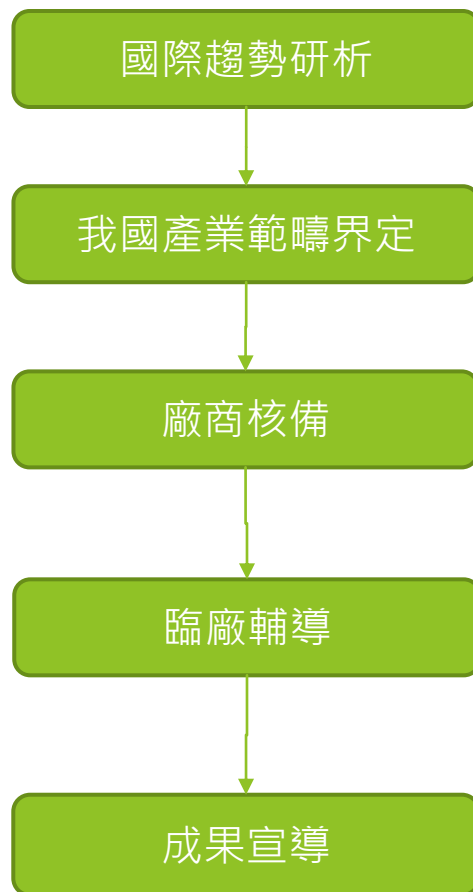 國際趨勢研析
我國產業範疇界定
廠商核備
臨廠輔導
成果宣導